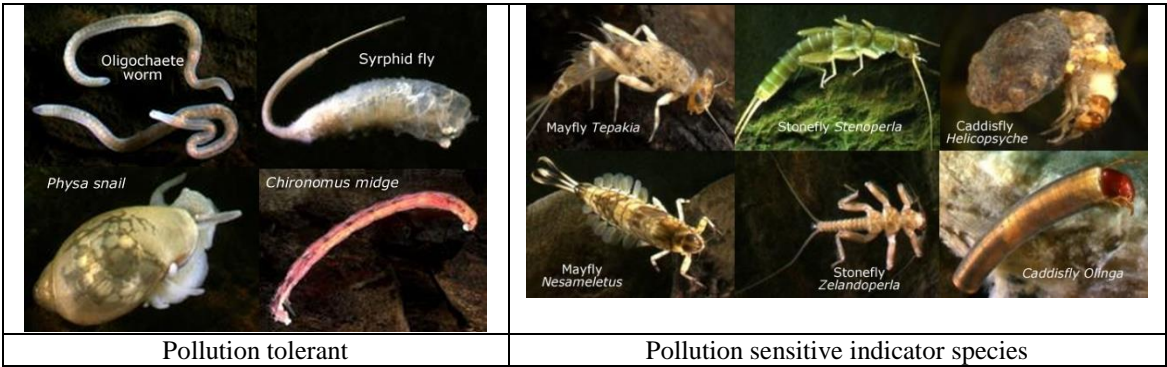 Oligochaete
worm
Syrphid fly
Physa snail
Chironomus midge
Mayfly Tepakia
Stonefly Stenoperla
Caddisfly
Helicopsyche
Mayfly
Nesameletus
Stonefly
Zelandoperla
Caddisfly Olinga
Pollution tolerant
Pollution sensitive indicator species